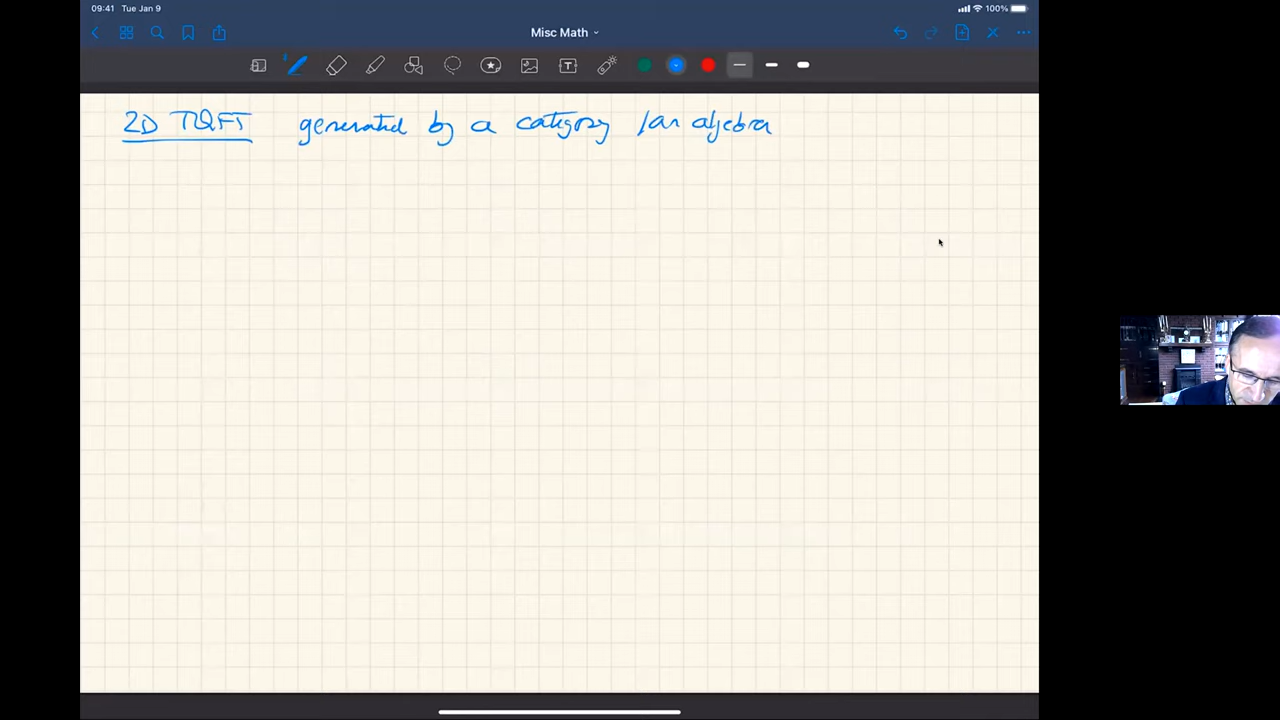 09:41 Tue Jan 9 100%
Misc Math
T
2D TQFT generated by a category / an algebra